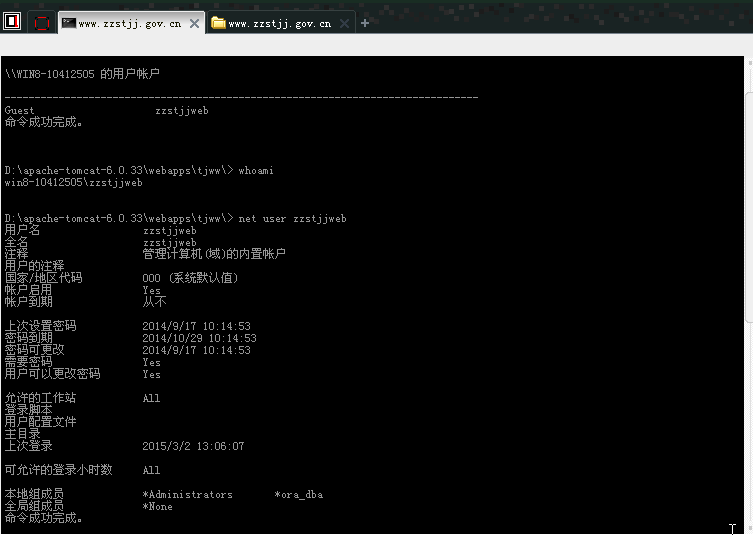 www.zzstjj.gov.cn
www.zzstjj.gov.cn
\\WIN8-10412505 的用户帐户
-------------------------------------------------------------------------------
Guest zzstjjweb
命令成功完成。
D:\apache-tomcat-6.0.33\webapps\tjww\> whoami
win8-10412505\zzstjjweb
D:\apache-tomcat-6.0.33\webapps\tjww\> net user zzstjjweb
用户名 zzstjjweb
全名 zzstjjweb
注释 管理计算机(域)的内置帐户
用户的注释
国家/地区代码 000 (系统默认值)
帐户启用 Yes
帐户到期 从不
上次设置密码 2014/9/17 10:14:53
密码到期 2014/10/29 10:14:53
密码可更改 2014/9/17 10:14:53
需要密码 Yes
用户可以更改密码 Yes
允许的工作站 All
登录脚本
用户配置文件
主目录
上次登录 2015/3/2 13:06:07
可允许的登录小时数 All
本地组成员 *Administrators *ora_dba
全局组成员 *None
命令成功完成。